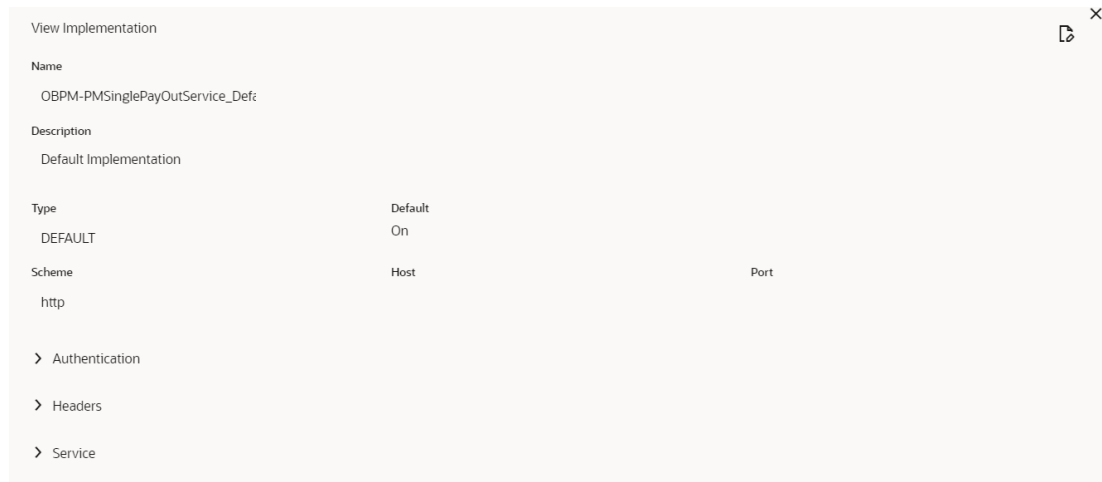 View Implementation
Name
OBPM-PMSinglePayOutService_Defa
Description
Default Implementation
Type Default
DEFAULT On
Scheme Host Port
http
Authentication
Headers
Service